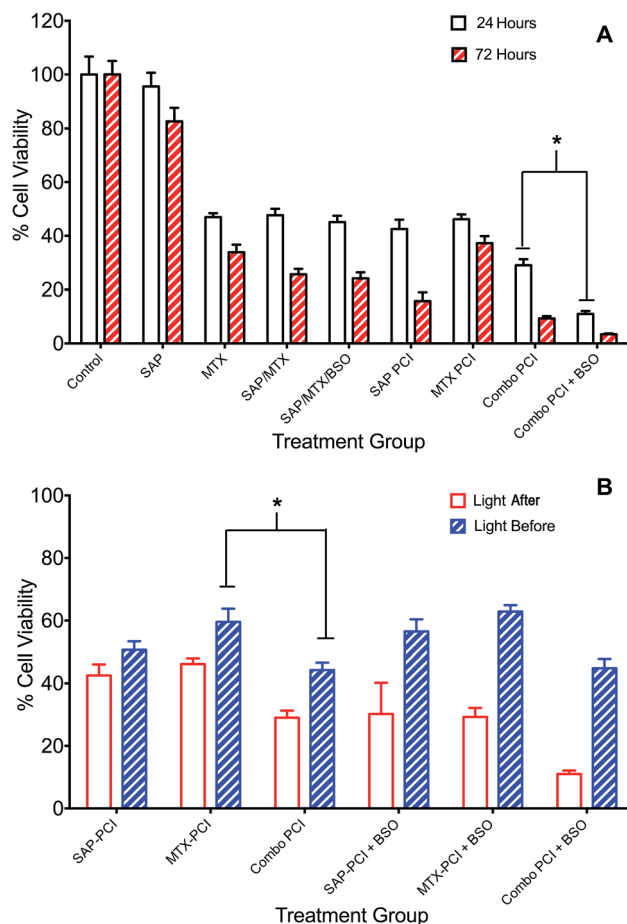 A
24 Hours
72 Hours
120
100
80
60
40
20
0
% Cell Viability
*
Control
SAP
MTX
SAP/MTX
SAP/MTX/BSO
SAP PCI
MTX PCI
Combo PCI
Combo PCI + BSO
Treatment Group
B
Light After
Light Before
100
80
60
40
20
0
% Cell Viability
*
SAP-PCI
MTX-PCI
Combo PCI
SAP-PCI + BSO
MTX-PCI + BSO
Combo PCI + BSO
Treatment Group